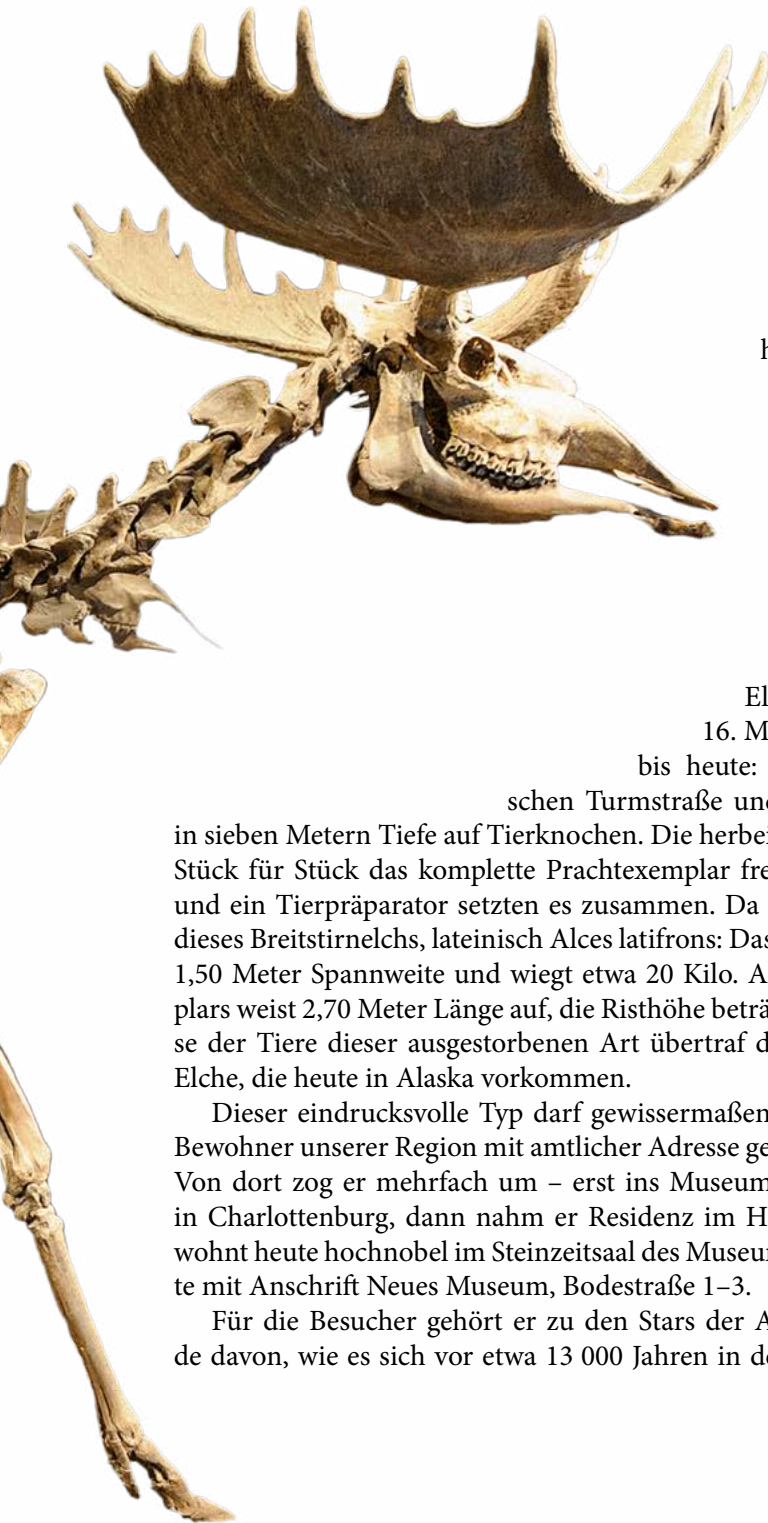 h
El
16. M
bis heute:
schen Turmstraße und
in sieben Metern Tiefe auf Tierknochen. Die herbei
Stück für Stück das komplette Prachtexemplar fre
und ein Tierpräparator setzten es zusammen. Da
dieses Breitstirnelchs, lateinisch Alces latifrons: Das
1,50 Meter Spannweite und wiegt etwa 20 Kilo. A
plars weist 2,70 Meter Länge auf, die Risthöhe beträ
se der Tiere dieser ausgestorbenen Art übertraf d
Elche, die heute in Alaska vorkommen.
Dieser eindrucksvolle Typ darf gewissermaßen
Bewohner unserer Region mit amtlicher Adresse ge
Von dort zog er mehrfach um – erst ins Museum
in Charlottenburg, dann nahm er Residenz im H
wohnt heute hochnobel im Steinzeitsaal des Museu
te mit Anschrift Neues Museum, Bodestraße 1–3.
Für die Besucher gehört er zu den Stars der A
de davon, wie es sich vor etwa 13 000 Jahren in de